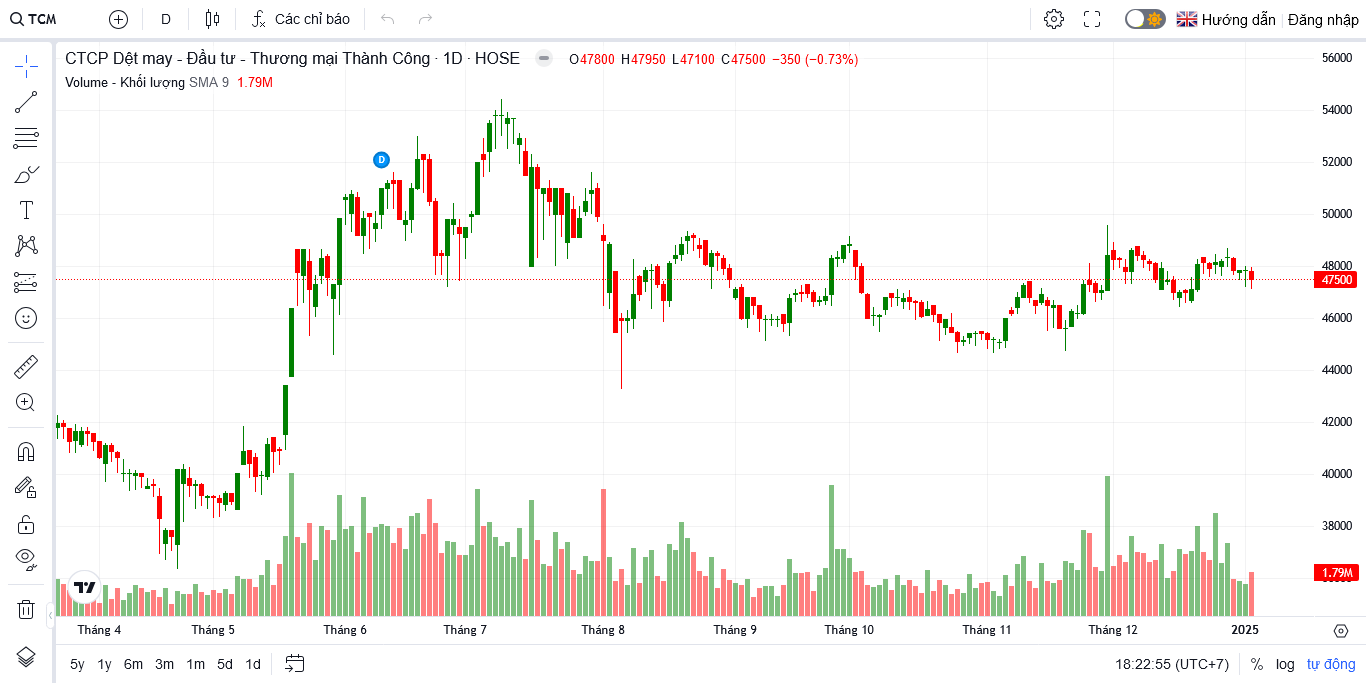 TCM D Các chỉ báo Hướng dẫn Đăng nhập
CTCP Dệt may - Đầu tư - Thương mại Thành Công · 1D · HOSE O47800 H47950 L47100 C47500 −350 (−0.73%)
Volume - Khối lượng SMA 9 1.79M
D
56000
54000
52000
50000
48000
47500
46000
44000
42000
40000
38000
1.79M
Tháng 4 Tháng 5 Tháng 6 Tháng 7 Tháng 8 Tháng 9 Tháng 10 Tháng 11 Tháng 12 2025
5y 1y 6m 3m 1m 5d 1d 18:22:55 (UTC+7) % log tự động